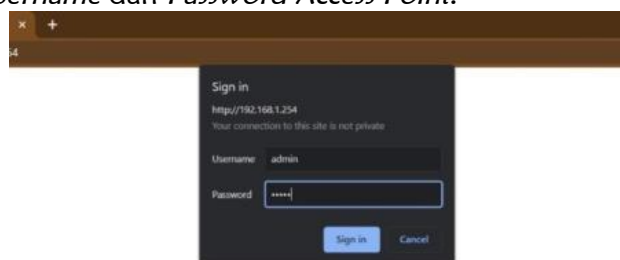 Username dan Password Access Point.
× +
54
Sign in
http://192.168.1.254
Your connection to this site is not private
Username admin
Password •••••
Sign in Cancel